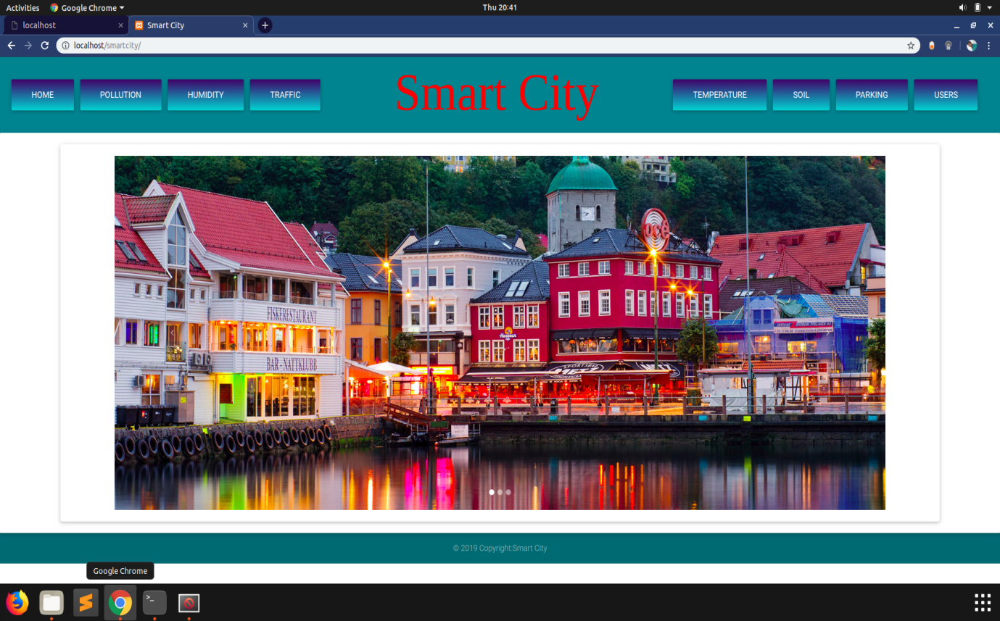 Activities Google Chrome Thu 20:41
localhost Smart City
localhost/smartcity/
HOME POLLUTION HUMIDITY TRAFFIC Smart City TEMPERATURE SOIL PARKING USERS
océ
FISKERESTAURANT
BAR - NATTKLUBB
© 2019 Copyright:Smart City
Google Chrome
>_